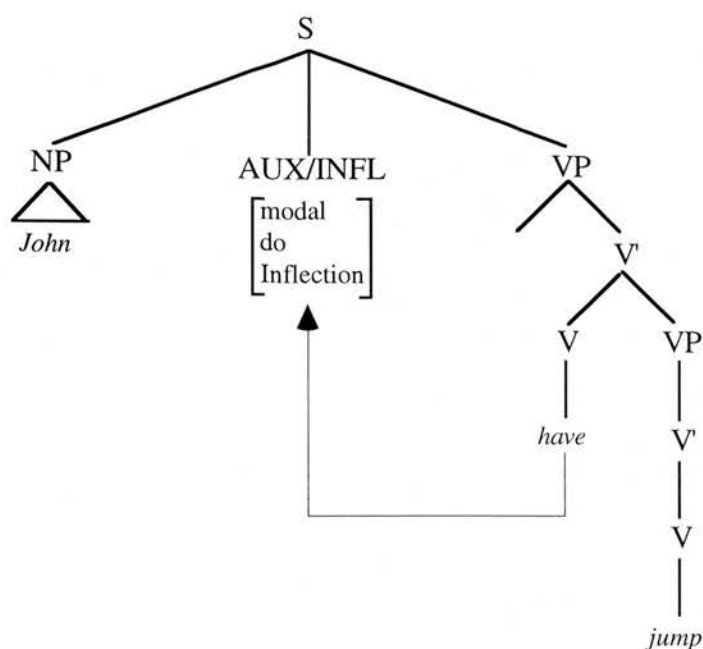 S
NP AUX/INFL VP
John
modal
do
Inflection
V'
V VP
have
V'
V
jump